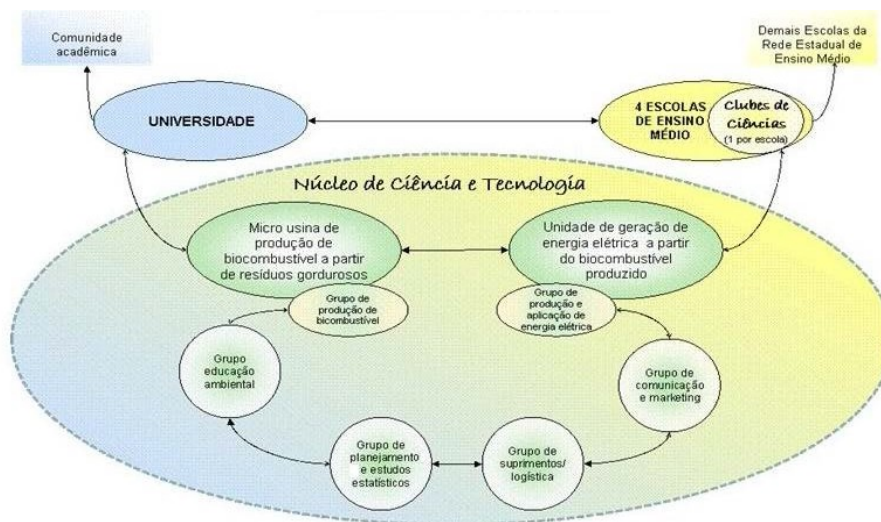 Comunidade
acadêmica
Demais Escolas da
Rede Estadual de
Ensino Médio
UNIVERSIDADE
4 ESCOLAS
DE ENSINO
MÉDIO
Clubes de
Ciências
(1 por escola)
Núcleo de Ciência e Tecnologia
Micro usina de
produção de
biocombustível a partir
de resíduos gordurosos
Unidade de geração de
energia elétrica a partir
do biocombustível
produzido
Grupo de
produção de
bicombustível
Grupo de
produção e
aplicação de
energia elétrica
Grupo
educação
ambiental
Grupo de
comunicação
e marketing
Grupo de
planejamento
e estudos
estatísticos
Grupo de
suprimentos/
logística